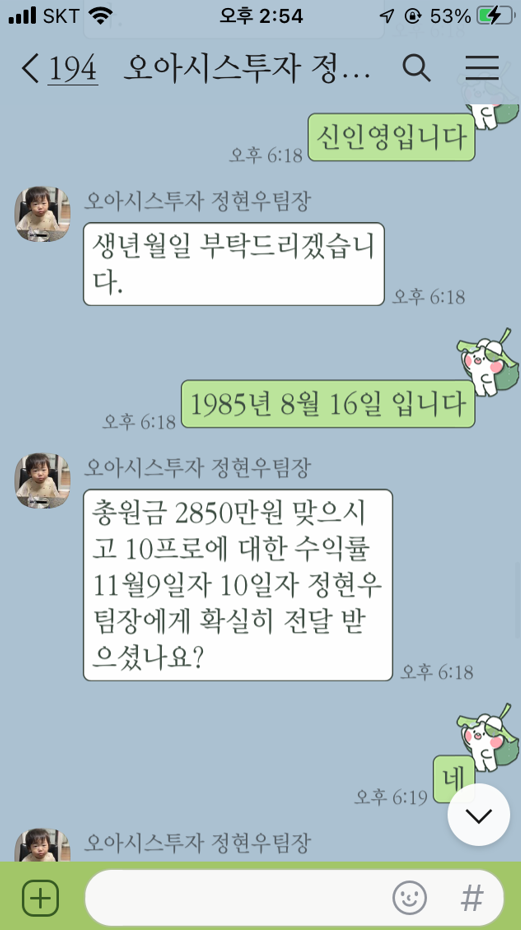 SKT 오후 2:54 53%
194 오아시스투자 정...
신인영입니다
오후 6:18
오아시스투자 정현우팀장
생년월일 부탁드리겠습니
다.
오후 6:18
1985년 8월 16일 입니다
오후 6:18
오아시스투자 정현우팀장
총원금 2850만원 맞으시
고 10프로에 대한 수익률
11월9일자 10일자 정현우
팀장에게 확실히 전달 받
으셨나요?
오후 6:18
네
오후 6:19
오아시스투자 정현우팀장
#